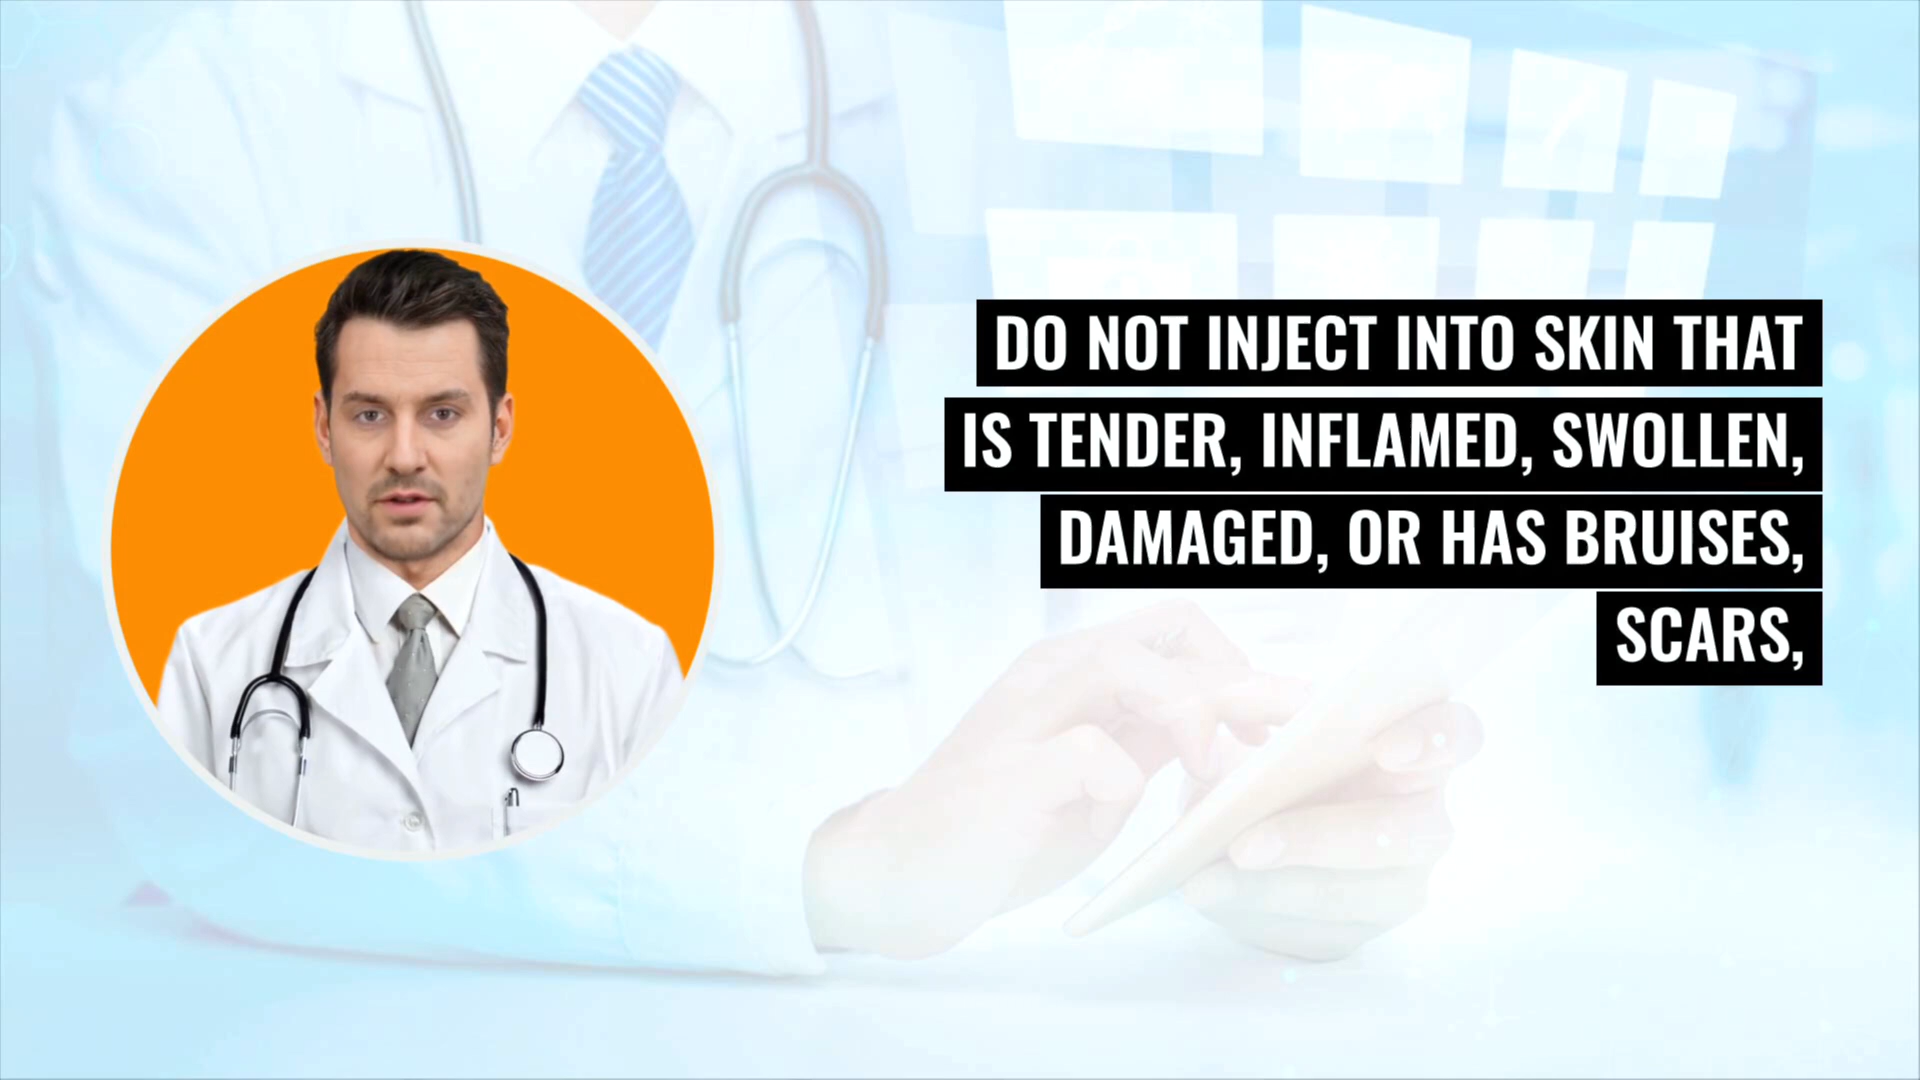 DO NOT INJECT INTO SKIN THAT
IS TENDER, INFLAMED, SWOLLEN,
DAMAGED, OR HAS BRUISES,
SCARS,